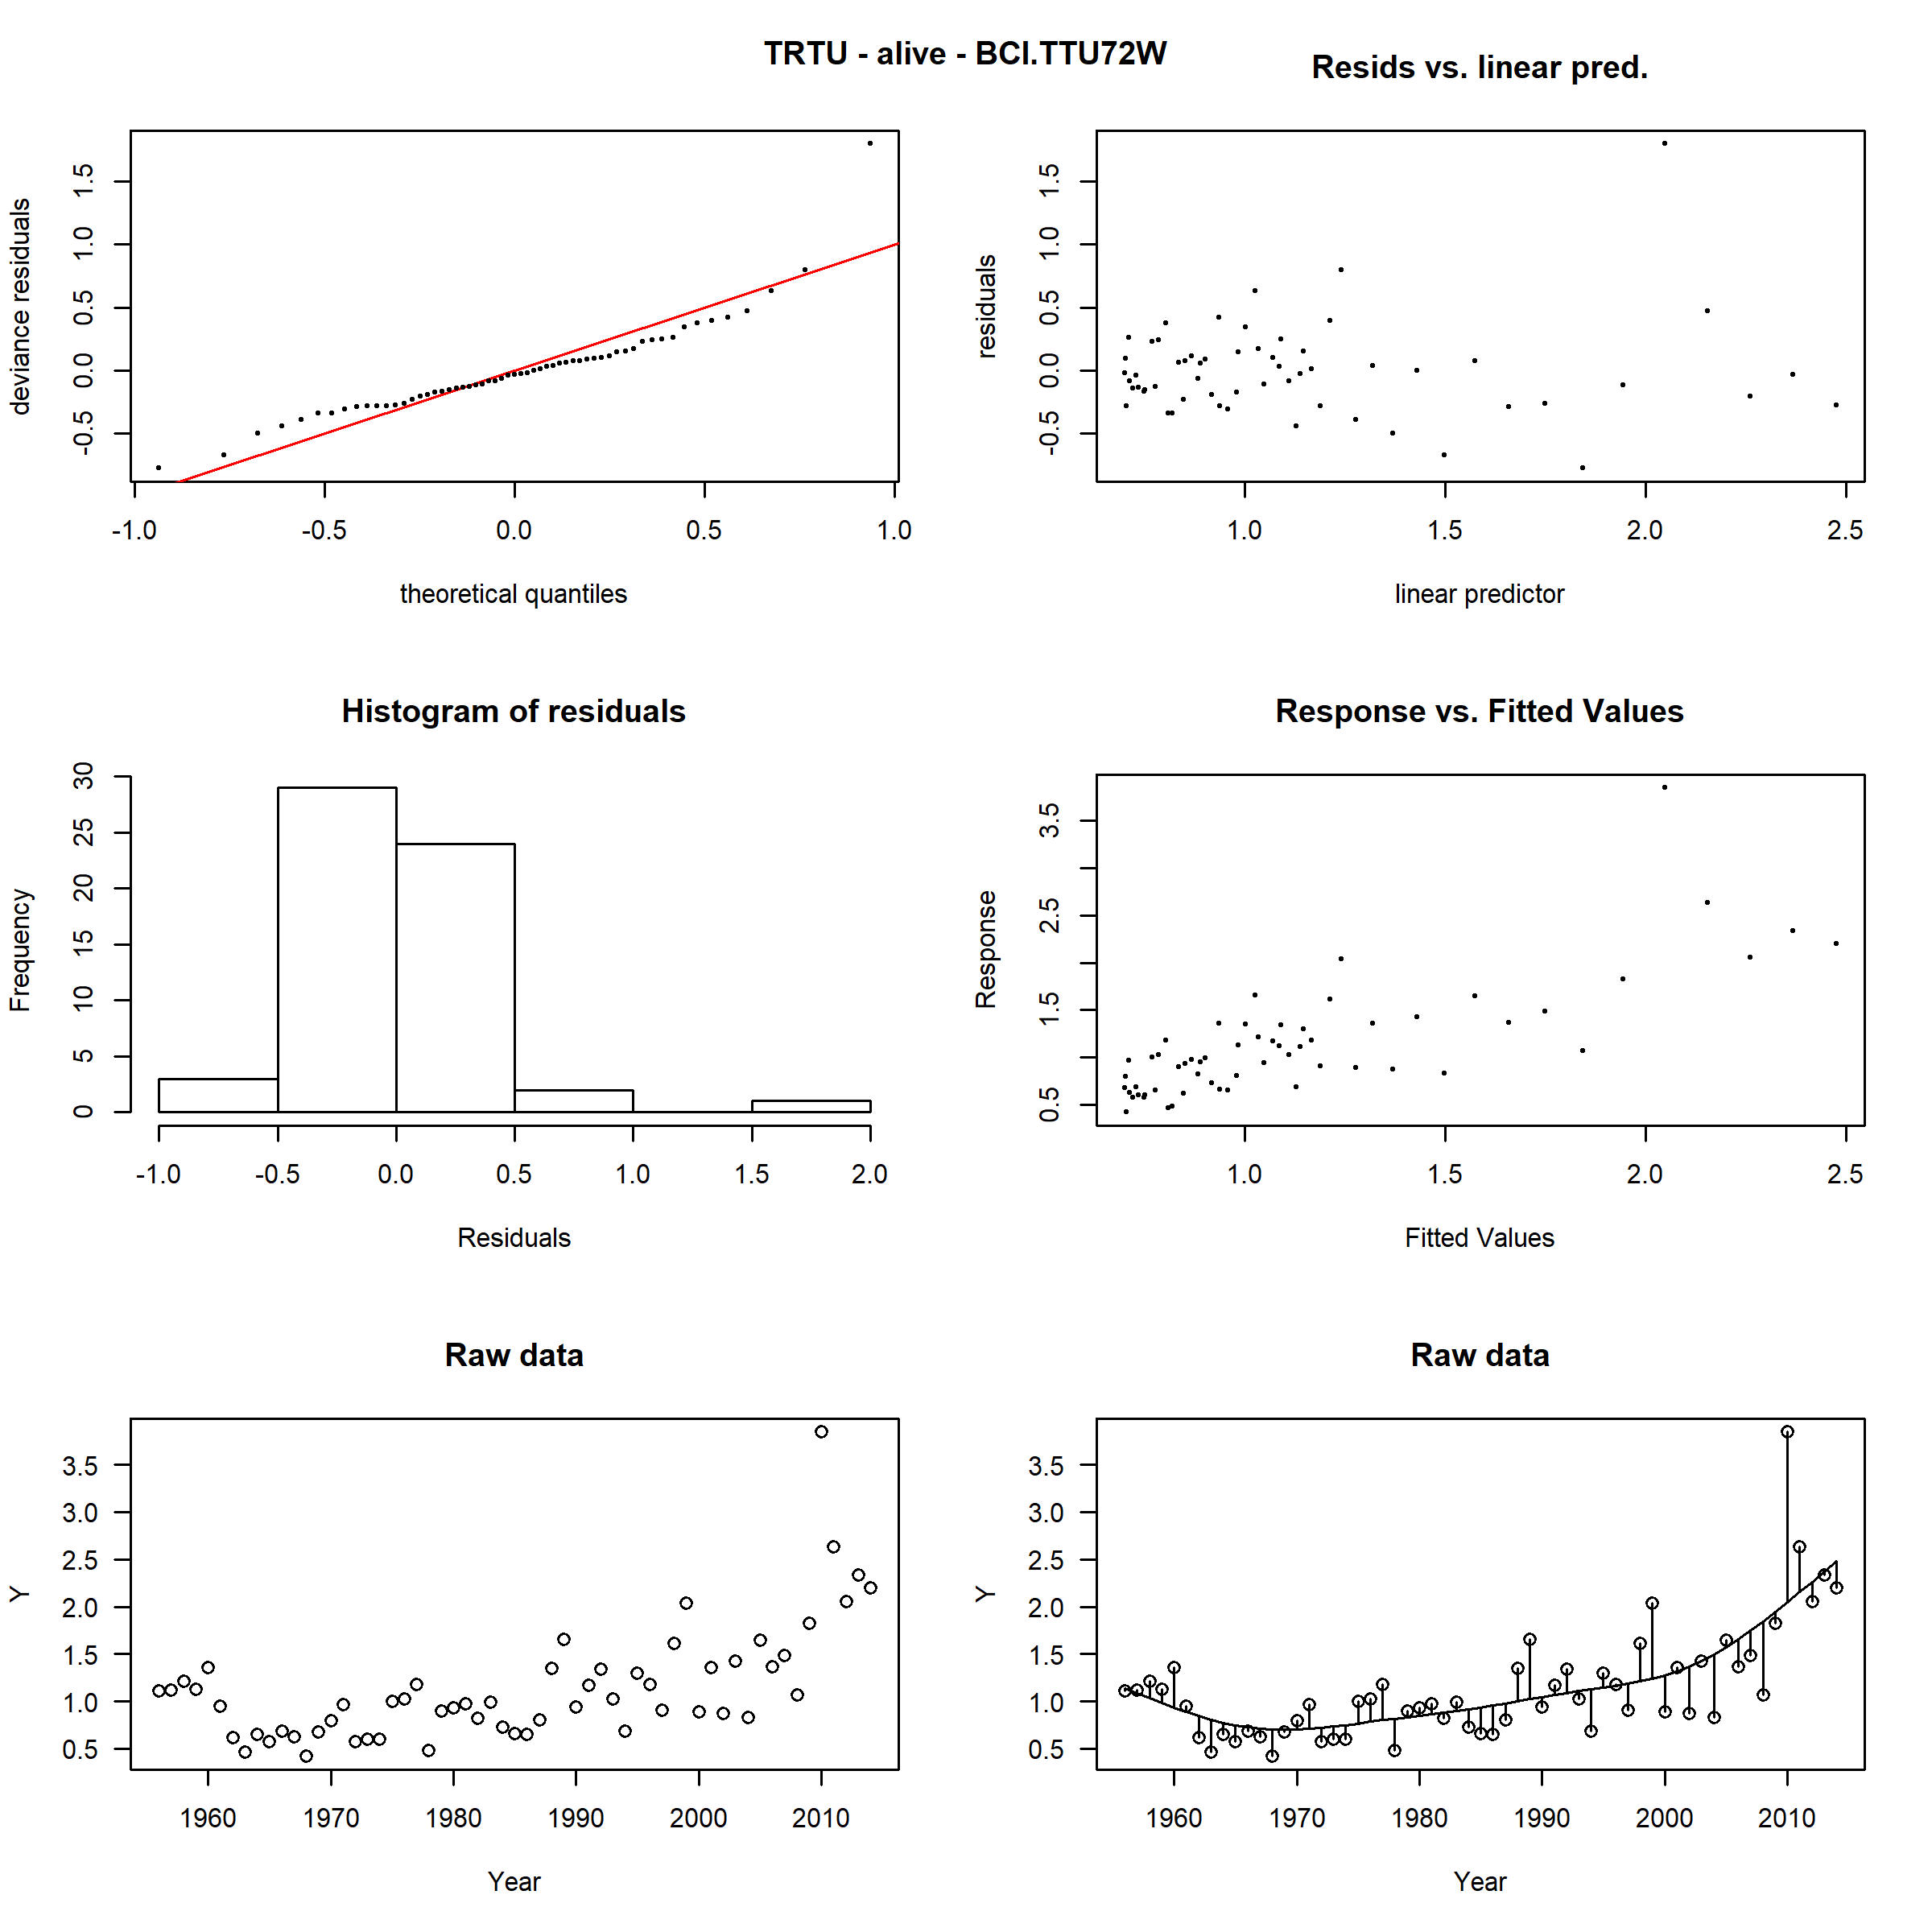 TRTU - alive - BCI.TTU72W
Resids vs. linear pred.
deviance residuals
-0.5 0.0 0.5 1.0 1.5
-1.0 -0.5 0.0 0.5 1.0
theoretical quantiles
residuals
-0.5 0.0 0.5 1.0 1.5
1.0 1.5 2.0 2.5
linear predictor
Histogram of residuals
Frequency
0 5 10 15 20 25 30
-1.0 -0.5 0.0 0.5 1.0 1.5 2.0
Residuals
Response vs. Fitted Values
Response
0.5 1.5 2.5 3.5
1.0 1.5 2.0 2.5
Fitted Values
Raw data
Y
3.5
3.0
2.5
2.0
1.5
1.0
0.5
1960 1970 1980 1990 2000 2010
Year
Raw data
Y
3.5
3.0
2.5
2.0
1.5
1.0
0.5
1960 1970 1980 1990 2000 2010
Year